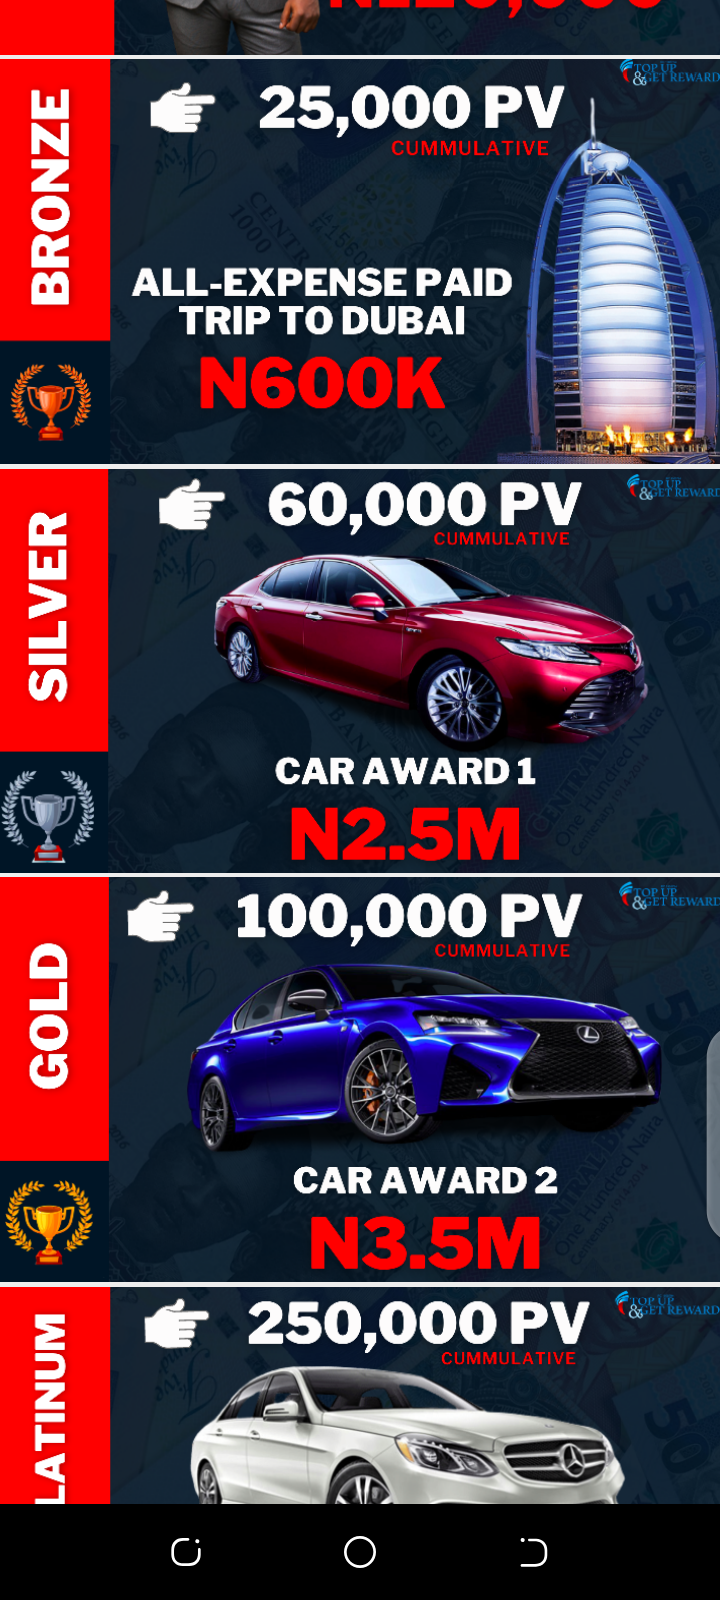 BRONZE
TOP UP
&GET REWARD
25,000 PV
CUMMULATIVE
ALL-EXPENSE PAID
TRIP TO DUBAI
N600K
SILVER
TOP UP
&GET REWARD
60,000 PV
CUMMULATIVE
CAR AWARD 1
N2.5M
GOLD
TOP UP
&GET REWARD
100,000 PV
CUMMULATIVE
CAR AWARD 2
N3.5M
LATINUM
TOP UP
&GET REWARD
250,000 PV
CUMMULATIVE